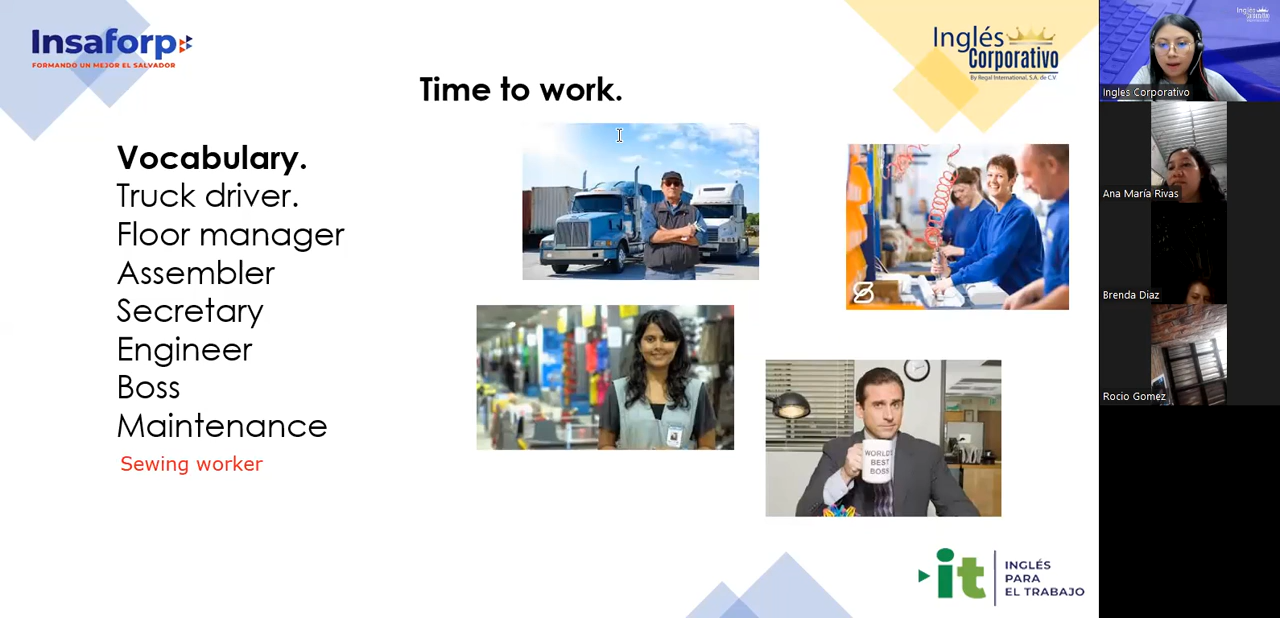 Insaforp
FORMANDO UN MEJOR EL SALVADOR
Inglés
Corporativo
By Regal International, S.A. de C.V.
Time to work.
Vocabulary.
Truck driver.
Floor manager
Assembler
Secretary
Engineer
Boss
Maintenance
Sewing worker
WORLD'S
BEST
BOSS
it
INGLÉS
PARA
EL TRABAJO
Ingles Corporativo
Ana María Rivas
Brenda Diaz
Rocio Gomez